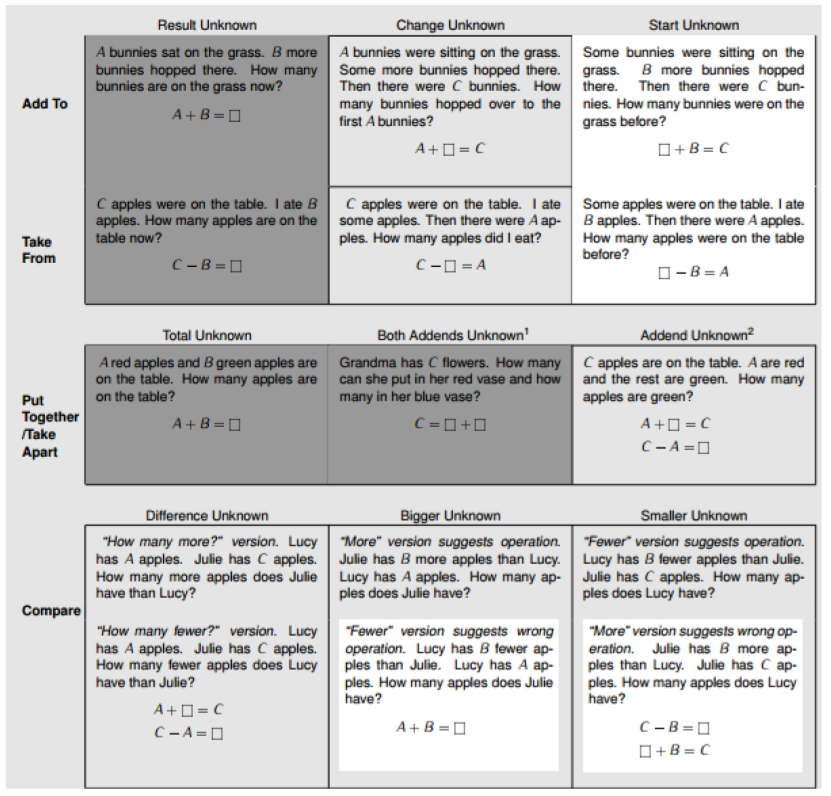 Result Unknown
Change Unknown
Start Unknown
Add To
A bunnies sat on the grass. B more
bunnies hopped there. How many
bunnies are on the grass now?
A + B = □
A bunnies were sitting on the grass.
Some more bunnies hopped there.
Then there were C bunnies. How
many bunnies hopped over to the
first A bunnies?
A + □ = C
Some bunnies were sitting on the
grass. B more bunnies hopped
there. Then there were C bun-
nies. How many bunnies were on the
grass before?
□ + B = C
Take
From
C apples were on the table. I ate B
apples. How many apples are on the
table now?
C − B = □
C apples were on the table. I ate
some apples. Then there were A ap-
ples. How many apples did I eat?
C − □ = A
Some apples were on the table. I ate
B apples. Then there were A apples.
How many apples were on the table
before?
□ − B = A
Total Unknown
Both Addends Unknown¹
Addend Unknown²
Put
Together
/Take
Apart
A red apples and B green apples are
on the table. How many apples are
on the table?
A + B = □
Grandma has C flowers. How many
can she put in her red vase and how
many in her blue vase?
C = □ + □
C apples are on the table. A are red
and the rest are green. How many
apples are green?
A + □ = C
C − A = □
Difference Unknown
Bigger Unknown
Smaller Unknown
Compare
"How many more?" version. Lucy
has A apples. Julie has C apples.
How many more apples does Julie
have than Lucy?
"How many fewer?" version. Lucy
has A apples. Julie has C apples.
How many fewer apples does Lucy
have than Julie?
A + □ = C
C − A = □
"More" version suggests operation.
Julie has B more apples than Lucy.
Lucy has A apples. How many ap-
ples does Julie have?
"Fewer" version suggests wrong
operation. Lucy has B fewer ap-
ples than Julie. Lucy has A ap-
ples. How many apples does Julie
have?
A + B = □
"Fewer" version suggests operation.
Lucy has B fewer apples than Julie.
Julie has C apples. How many ap-
ples does Lucy have?
"More" version suggests wrong op-
eration. Julie has B more ap-
ples than Lucy. Julie has C ap-
ples. How many apples does Lucy
have?
C − B = □
□ + B = C